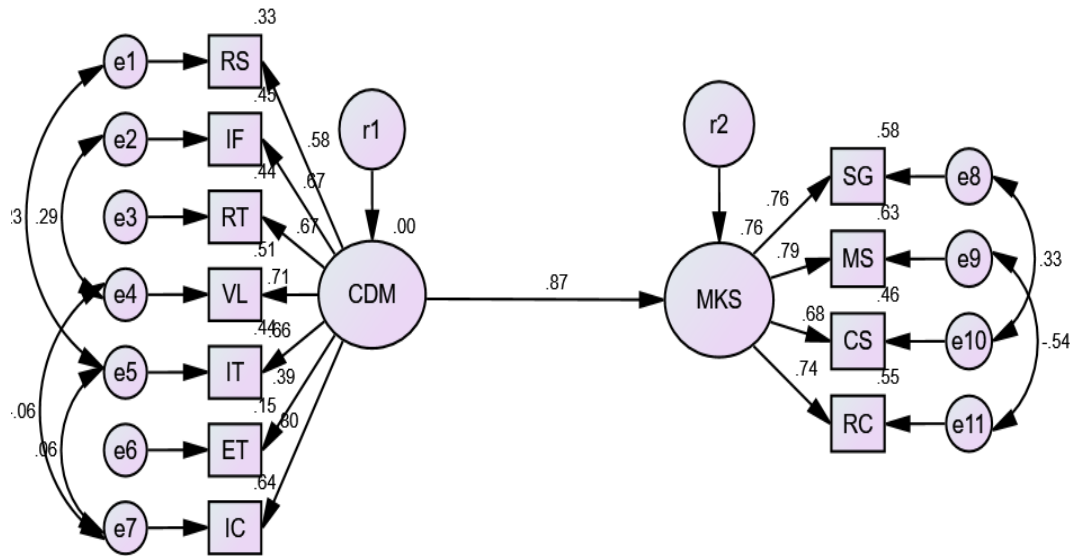 .33
e1 RS
.45
r1
r2
e2 IF
.58
.58
SG e8
.44
.67
.76
e3 RT
.67
.00
.76
.63
.29
.51
.79
MS e9
.33
e4 VL
.71
CDM
.87
MKS
.46
.44
.66
.68
CS e10
-.54
e5 IT
.39
.74
.55
.15
.06
.80
RC e11
.06
e6 ET
.64
e7 IC